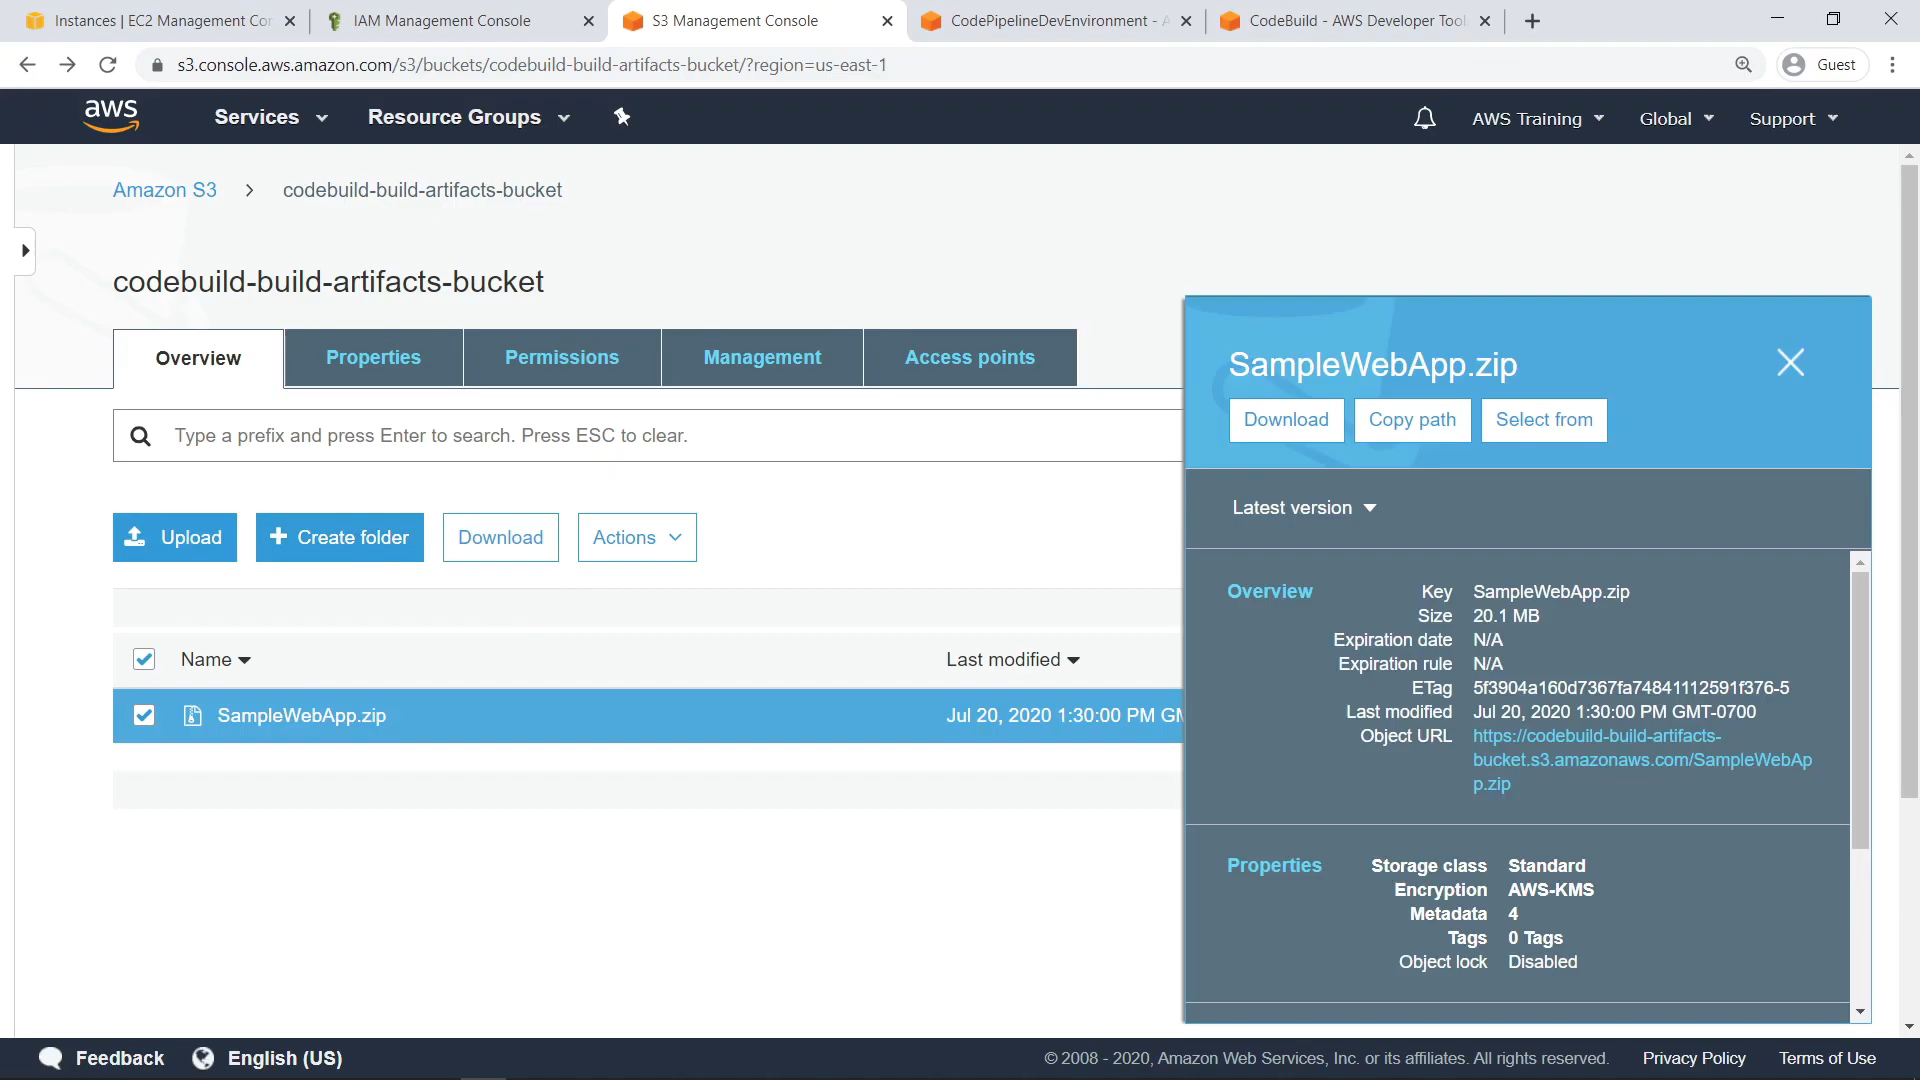 Instances | EC2 Management Cor
IAM Management Console
S3 Management Console
CodePipelineDevEnvironment - A
CodeBuild - AWS Developer Tool
s3.console.aws.amazon.com/s3/buckets/codebuild-build-artifacts-bucket/?region=us-east-1
Guest
aws
Services
Resource Groups
AWS Training
Global
Support
Amazon S3 > codebuild-build-artifacts-bucket
codebuild-build-artifacts-bucket
Overview
Properties
Permissions
Management
Access points
Type a prefix and press Enter to search. Press ESC to clear.
Upload
Create folder
Download
Actions
Name
Last modified
SampleWebApp.zip
Jul 20, 2020 1:30:00 PM GM
SampleWebApp.zip
Download
Copy path
Select from
Latest version
Overview
Key SampleWebApp.zip
Size 20.1 MB
Expiration date N/A
Expiration rule N/A
ETag 5f3904a160d7367fa74841112591f376-5
Last modified Jul 20, 2020 1:30:00 PM GMT-0700
Object URL https://codebuild-build-artifacts-
bucket.s3.amazonaws.com/SampleWebAp
p.zip
Properties
Storage class Standard
Encryption AWS-KMS
Metadata 4
Tags 0 Tags
Object lock Disabled
Feedback
English (US)
© 2008 - 2020, Amazon Web Services, Inc. or its affiliates. All rights reserved.
Privacy Policy
Terms of Use